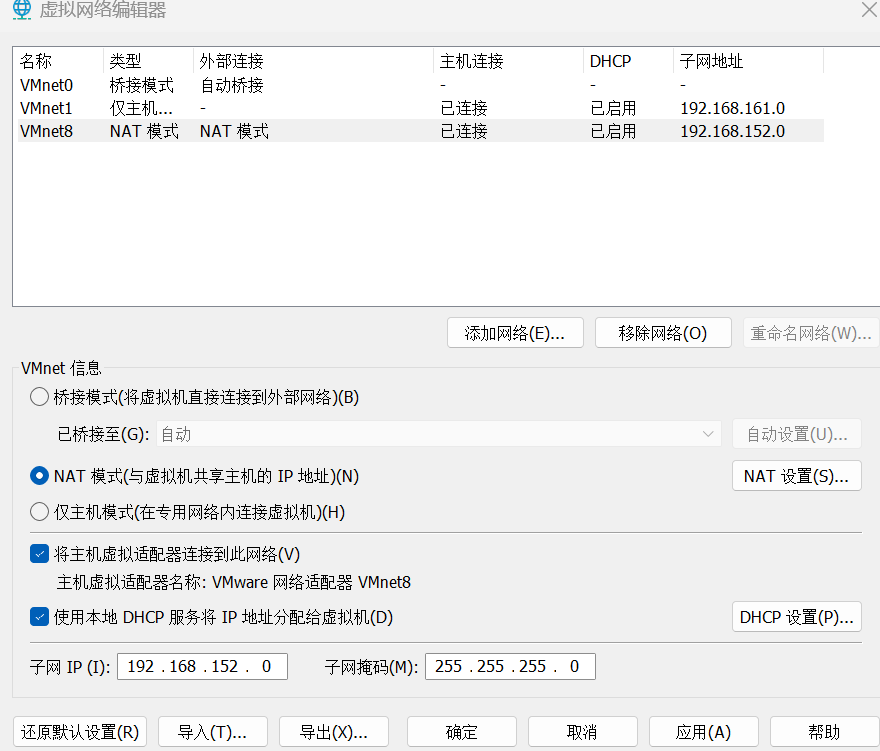 虚拟网络编辑器
名称 类型 外部连接 主机连接 DHCP 子网地址
VMnet0 桥接模式 自动桥接 - - -
VMnet1 仅主机... - 已连接 已启用 192.168.161.0
VMnet8 NAT 模式 NAT 模式 已连接 已启用 192.168.152.0
添加网络(E)... 移除网络(O) 重命名网络(W)...
VMnet 信息
桥接模式(将虚拟机直接连接到外部网络)(B)
已桥接至(G): 自动 自动设置(U)...
NAT 模式(与虚拟机共享主机的 IP 地址)(N) NAT 设置(S)...
仅主机模式(在专用网络内连接虚拟机)(H)
将主机虚拟适配器连接到此网络(V)
主机虚拟适配器名称: VMware 网络适配器 VMnet8
使用本地 DHCP 服务将 IP 地址分配给虚拟机(D) DHCP 设置(P)...
子网 IP (I): 192 . 168 . 152 . 0 子网掩码(M): 255 . 255 . 255 . 0
还原默认设置(R) 导入(T)... 导出(X)... 确定 取消 应用(A) 帮助